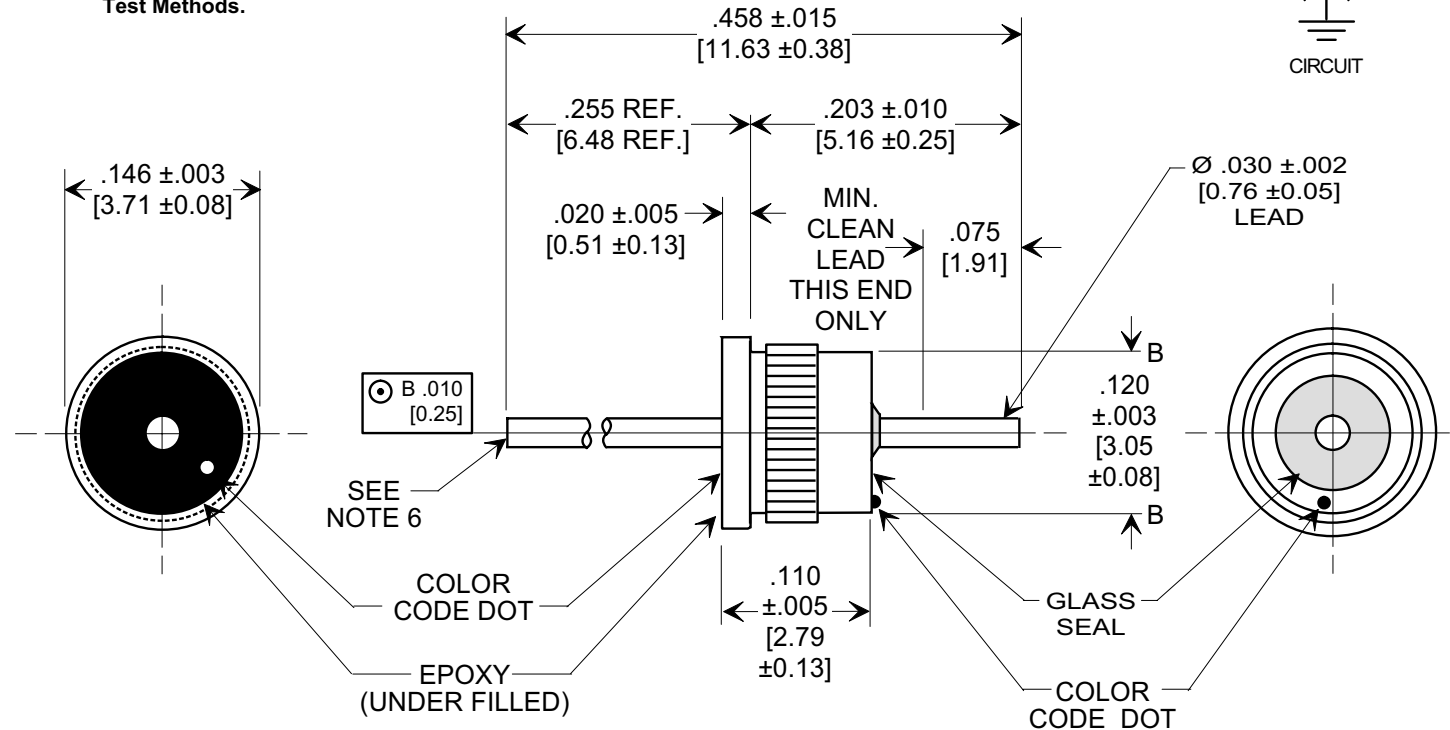 Test Methods.
.458 ±.015
[11.63 ±0.38]
CIRCUIT
.255 REF.
[6.48 REF.]
.203 ±.010
[5.16 ±0.25]
.146 ±.003
[3.71 ±0.08]
Ø .030 ±.002
[0.76 ±0.05]
LEAD
.020 ±.005
[0.51 ±0.13]
MIN.
CLEAN
LEAD
THIS END
ONLY
.075
[1.91]
B
.120
±.003
[3.05
±0.08]
B
B .010
[0.25]
SEE
NOTE 6
COLOR
CODE DOT
EPOXY
(UNDER FILLED)
.110
±.005
[2.79
±0.13]
GLASS
SEAL
COLOR
CODE DOT